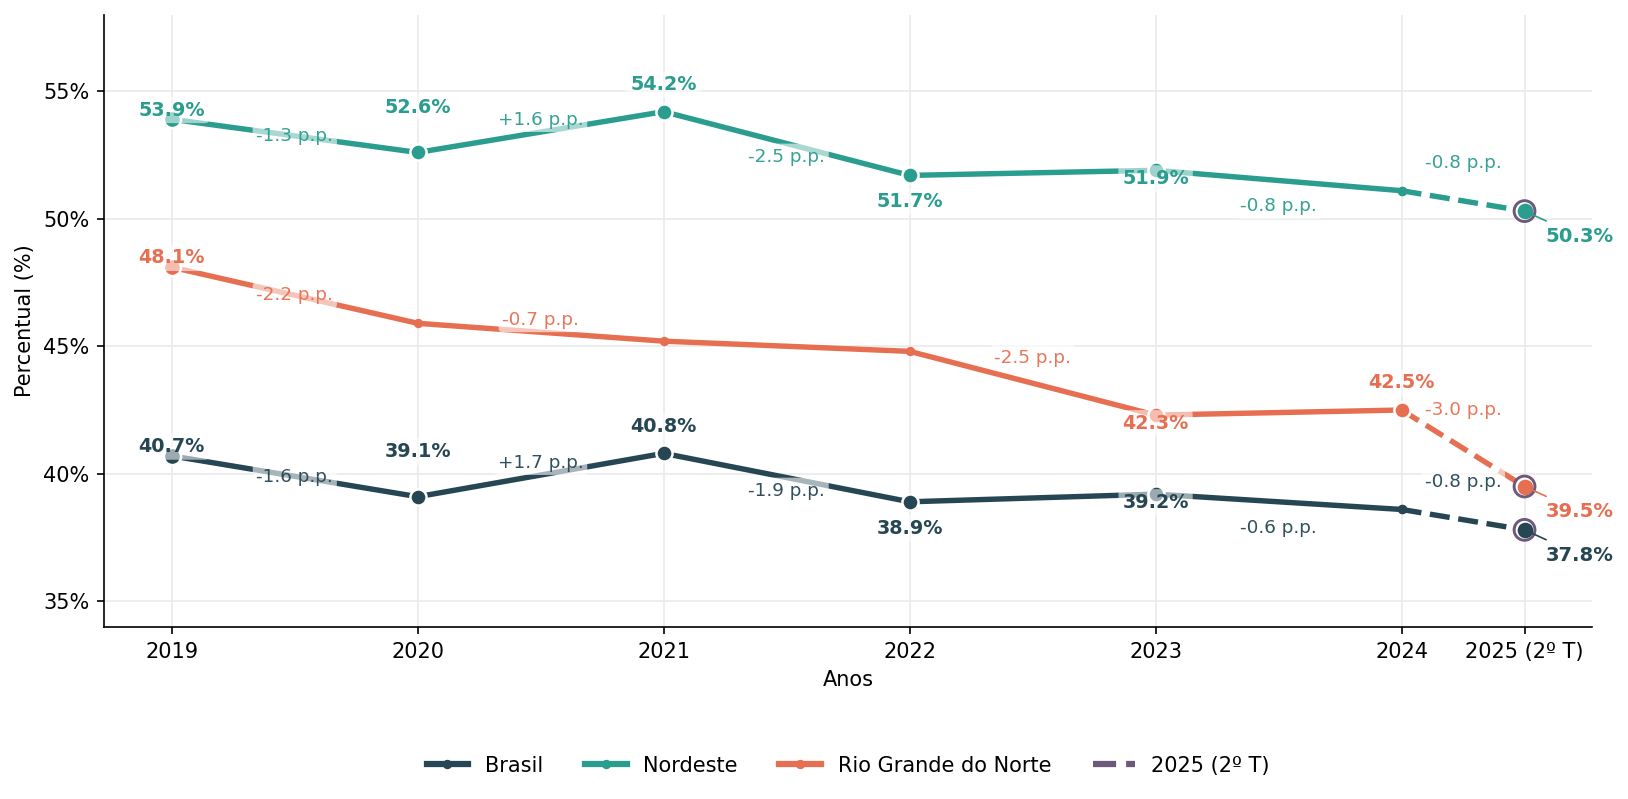 54.2%
55%
52.6%
53.9%
+1.6 p.p.
-1.3 p.p.
-2.5 p.p.
-0.8 p.p.
51.9%
51.7%
-0.8 p.p.
50%
50.3%
48.1%
-2.2 p.p.
-0.7 p.p.
45%
-2.5 p.p.
42.5%
-3.0 p.p.
42.3%
40.8%
40.7%
39.1%
+1.7 p.p.
40%
-1.6 p.p.
-0.8 p.p.
-1.9 p.p.
39.2%
39.5%
38.9%
-0.6 p.p.
37.8%
35%
Percentual (%)
2019 2020 2021 2022 2023 2024 2025 (2º T)
Anos
Brasil Nordeste Rio Grande do Norte 2025 (2º T)